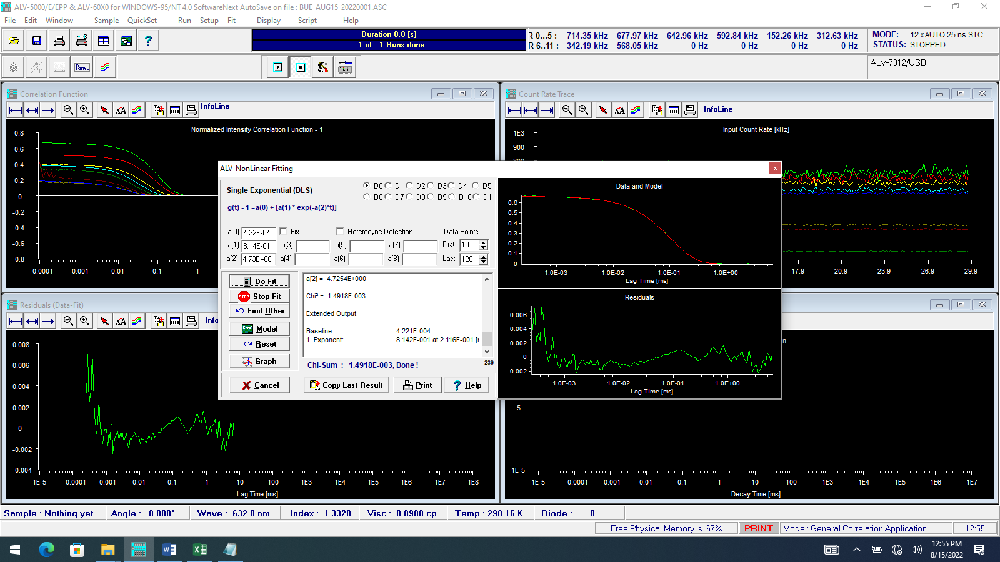 ALV-5000/E/EPP & ALV-60X0 for WINDOWS-95/NT 4.0 SoftwareNext AutoSave on file : BUE_AUG15_20220001.ASC
File Edit Window Sample QuickSet Run Setup Fit Display Script Help
Duration 0.0 [s]
1 of 1 Runs done
R 0...5 : 714.35 kHz 677.97 kHz 642.96 kHz 592.84 kHz 152.26 kHz 312.63 kHz
R 6..11 : 342.19 kHz 568.05 kHz 0 Hz 0 Hz 0 Hz 0 Hz
MODE: 12 x AUTO 25 ns STC
STATUS: STOPPED
Panel
ALV-7012/USB
Correlation Function
InfoLine
Normalized Intensity Correlation Function - 1
0.8
0.6
0.4
0.2
0
-0.2
-0.4
-0.6
-0.8
0.0001 0.001 0.01 0.1 1
Count Rate Trace
InfoLine
Input Count Rate [kHz]
1E3
900
17.9 20.9 23.9 26.9 29.9
ALV-NonLinear Fitting
Single Exponential (DLS)
D0 D1 D2 D3 D4 D5
D6 D7 D8 D9 D10
g(t) - 1 =a(0) + [a(1) * exp(-a(2)*t)]
a(0) 4.22E-04 Fix Heterodyne Detection Data Points
a(1) 8.14E-01 a(3) a(5) a(7) First 10
a(2) 4.73E+00 a(4) a(6) a(8) Last 128
Do Fit
STOP Stop Fit
Find Other
Model
Reset
Graph
a[2] = 4.7254E+000
Chi² = 1.4918E-003
Extended Output
Baseline: 4.221E-004
1. Exponent: 8.142E-001 at 2.116E-001
Chi-Sum : 1.4918E-003, Done !
239
Cancel Copy Last Result Print Help
Data and Model
0.6
0.5
0.4
0.3
0.2
0.1
0
1.0E-03 1.0E-02 1.0E-01 1.0E+00
Lag Time [ms]
Residuals
0.006
0.004
0.002
0
-0.002
1.0E-03 1.0E-02 1.0E-01 1.0E+00
Lag Time [ms]
Residuals (Data-Fit)
0.008
0.006
0.004
0.002
0
-0.002
-0.004
1E-5 0.0001 0.001 0.01 0.1 1 10 100 1E3 1E4 1E5 1E6 1E7 1E8
Lag Time [ms]
5
1E-5
1E-5 0.0001 0.001 0.01 0.1 1 10 100 1E3 1E4 1E5 1E6 1E7
Decay Time [ms]
Sample : Nothing yet Angle : 0.000° Wave : 632.8 nm Index : 1.3320 Visc.: 0.8900 cp Temp.: 298.16 K Diode : 0
Free Physical Memory is 67% PRINT Mode : General Correlation Application 12:55
12:55 PM
8/15/2022